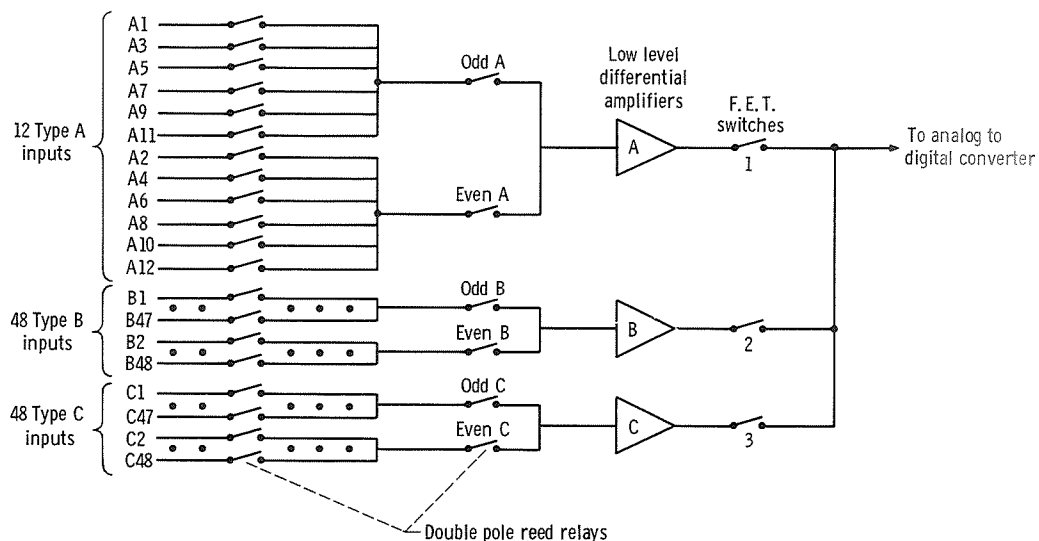 12 Type A
inputs
A1
A3
A5
A7
A9
A11
A2
A4
A6
A8
A10
A12
Odd A
Even A
Low level
differential
amplifiers
A
F. E. T.
switches
1
To analog to
digital converter
48 Type B
inputs
B1
B47
B2
B48
Odd B
Even B
B
2
48 Type C
inputs
C1
C47
C2
C48
Odd C
Even C
C
3
Double pole reed relays